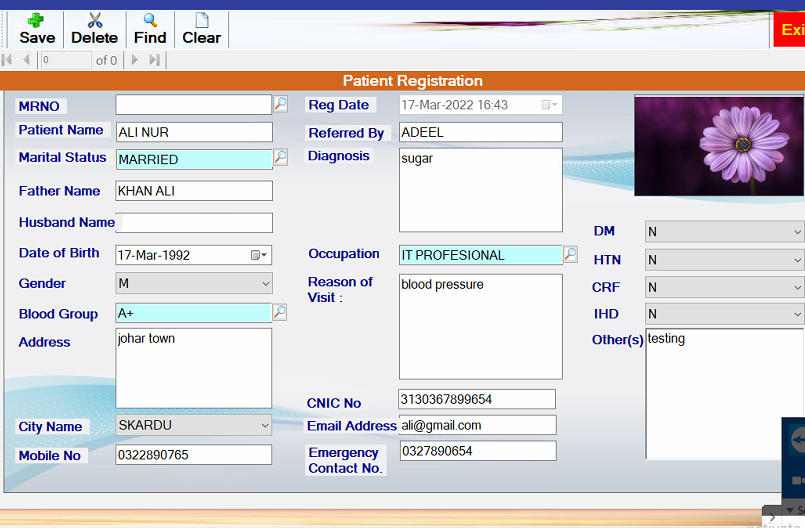 Save Delete Find Clear Exi
0 of 0
Patient Registration
MRNO
Reg Date 17-Mar-2022 16:43
Patient Name ALI NUR
Referred By ADEEL
Marital Status MARRIED
Diagnosis sugar
Father Name KHAN ALI
Husband Name
DM N
Date of Birth 17-Mar-1992
Occupation IT PROFESIONAL
HTN N
Gender M
Reason of
Visit :
blood pressure
CRF N
Blood Group A+
IHD N
Address johar town
Other(s) testing
CNIC No 3130367899654
City Name SKARDU
Email Address ali@gmail.com
Mobile No 0322890765
Emergency
Contact No.
0327890654